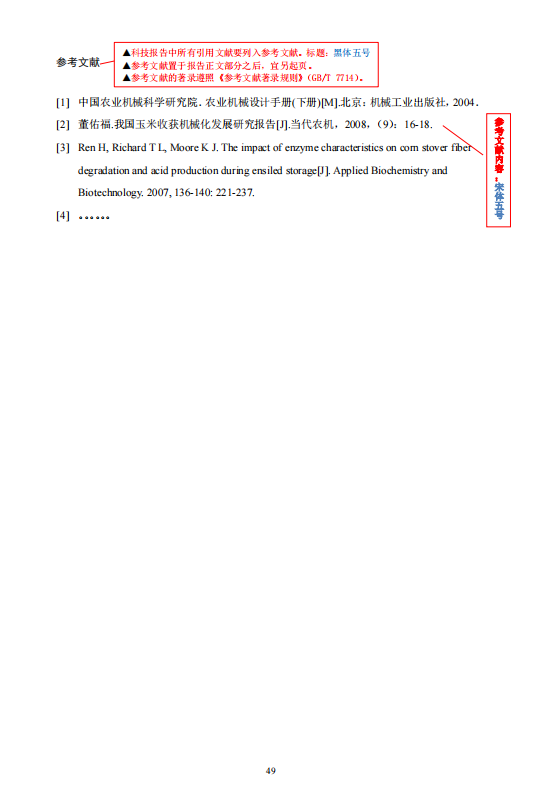 参考文献
▲科技报告中所有引用文献要列入参考文献。标题：黑体五号
▲参考文献置于报告正文部分之后，宜另起页。
▲参考文献的著录遵照《参考文献著录规则》（GB/T 7714）。
[1] 中国农业机械科学研究院．农业机械设计手册(下册)[M].北京：机械工业出版社，2004．
[2] 董佑福.我国玉米收获机械化发展研究报告[J].当代农机，2008，（9）：16-18.
[3] Ren H, Richard T L, Moore K J. The impact of enzyme characteristics on corn stover fiber
degradation and acid production during ensiled storage[J]. Applied Biochemistry and
Biotechnology. 2007, 136-140: 221-237.
[4] 。。。。。。
参考文献内容：宋体五号
49